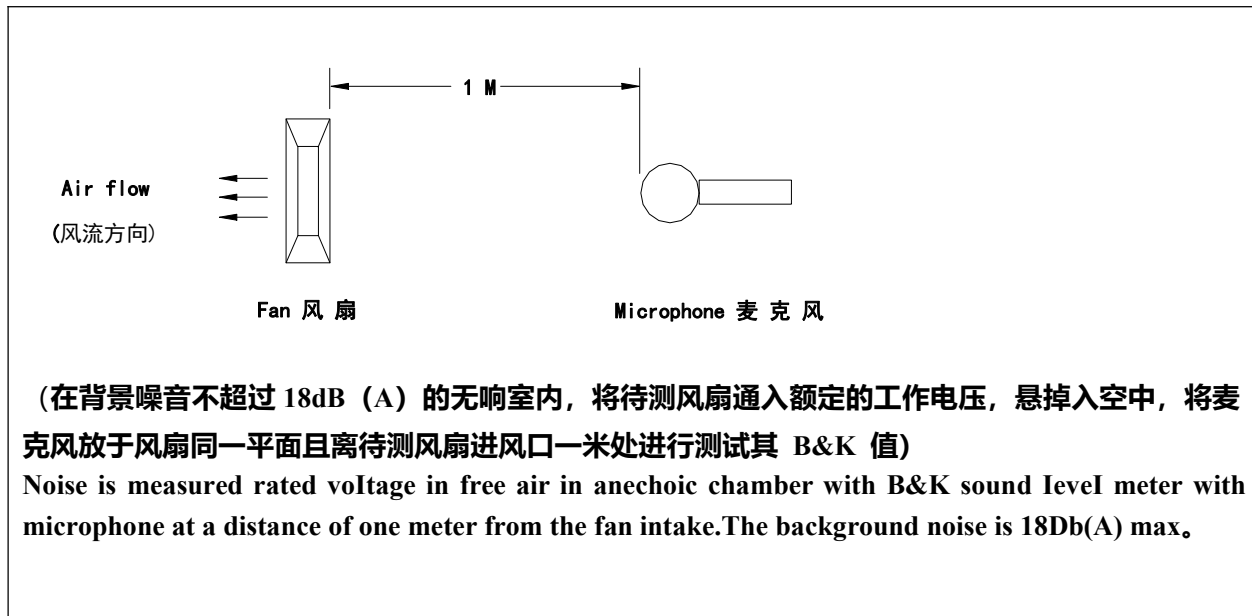 1 M
Air flow
(风流方向)
Fan 风 扇
Microphone 麦 克 风
（在背景噪音不超过 18dB（A）的无响室内，将待测风扇通入额定的工作电压，悬掉入空中，将麦
克风放于风扇同一平面且离待测风扇进风口一米处进行测试其 B&K 值）
Noise is measured rated voItage in free air in anechoic chamber with B&K sound IeveI meter with
microphone at a distance of one meter from the fan intake.The background noise is 18Db(A) max。